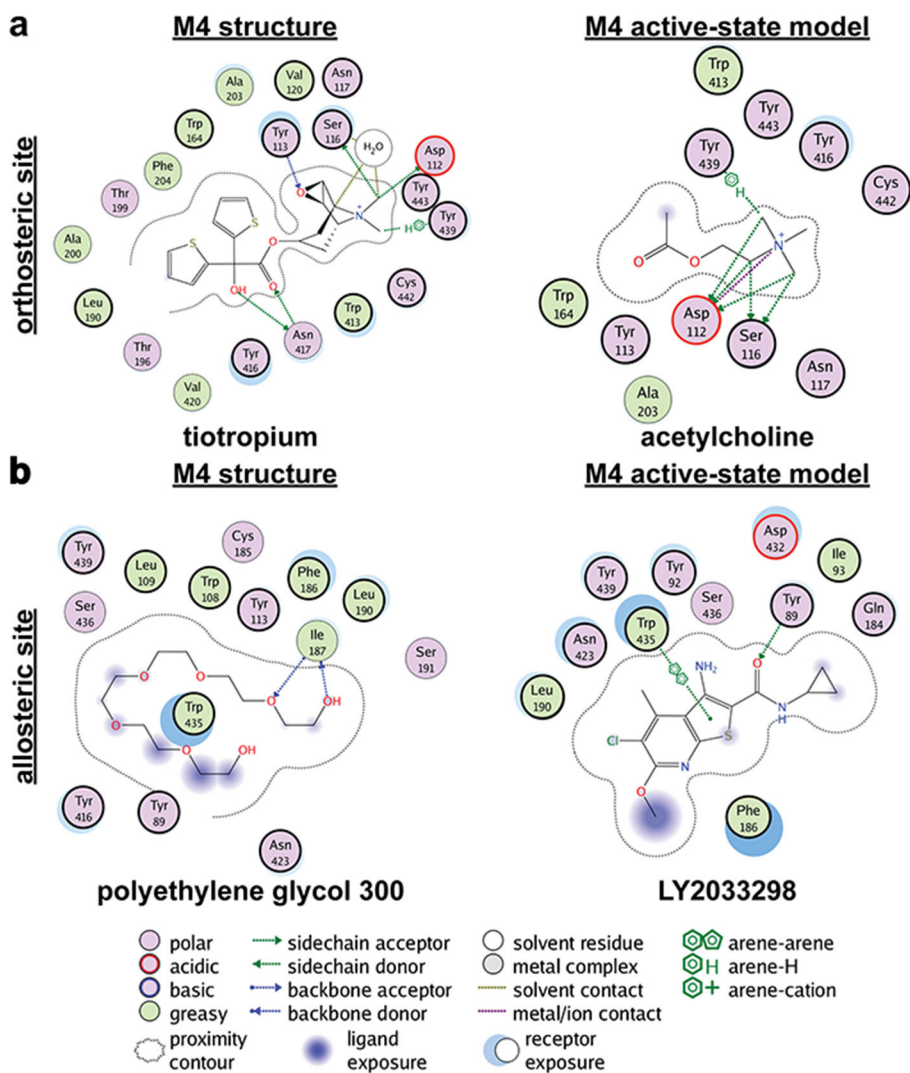 a
M4 structure
M4 active-state model
orthosteric site
Ala
203
Val
120
Asn
117
Trp
164
Tyr
113
Ser
116
H₂O
Asp
112
Phe
204
Tyr
443
Thr
199
Tyr
439
Ala
200
Cys
442
Leu
190
Trp
413
Thr
196
Asn
417
Tyr
416
Val
420
O
N
+
S
S
O
O
OH
H
tiotropium
Trp
413
Tyr
443
Tyr
439
Tyr
416
Cys
442
H
N
+
O
O
Trp
164
Asp
112
Tyr
113
Ser
116
Asn
117
Ala
203
acetylcholine
b
M4 structure
M4 active-state model
allosteric site
Tyr
439
Leu
109
Cys
185
Trp
108
Phe
186
Ser
436
Tyr
113
Leu
190
Ile
187
Ser
191
O
O
O
O
OH
O
OH
Trp
435
Tyr
416
Tyr
89
Asn
423
polyethylene glycol 300
Asp
432
Ile
93
Tyr
439
Tyr
92
Ser
436
Tyr
89
Gln
184
Asn
423
Trp
435
Leu
190
NH₂
O
N
H
S
Cl
N
O
Phe
186
LY2033298
polar
acidic
basic
greasy
proximity
contour
sidechain acceptor
sidechain donor
backbone acceptor
backbone donor
ligand
exposure
solvent residue
metal complex
solvent contact
metal/ion contact
receptor
exposure
arene-arene
H arene-H
+ arene-cation